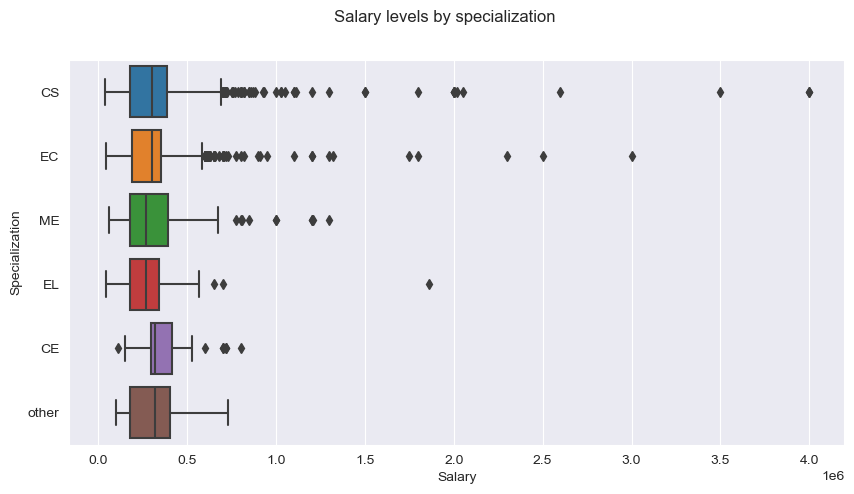 Salary levels by specialization
CS
EC
ME
EL
CE
other
Specialization
0.0 0.5 1.0 1.5 2.0 2.5 3.0 3.5 4.0
1e6
Salary